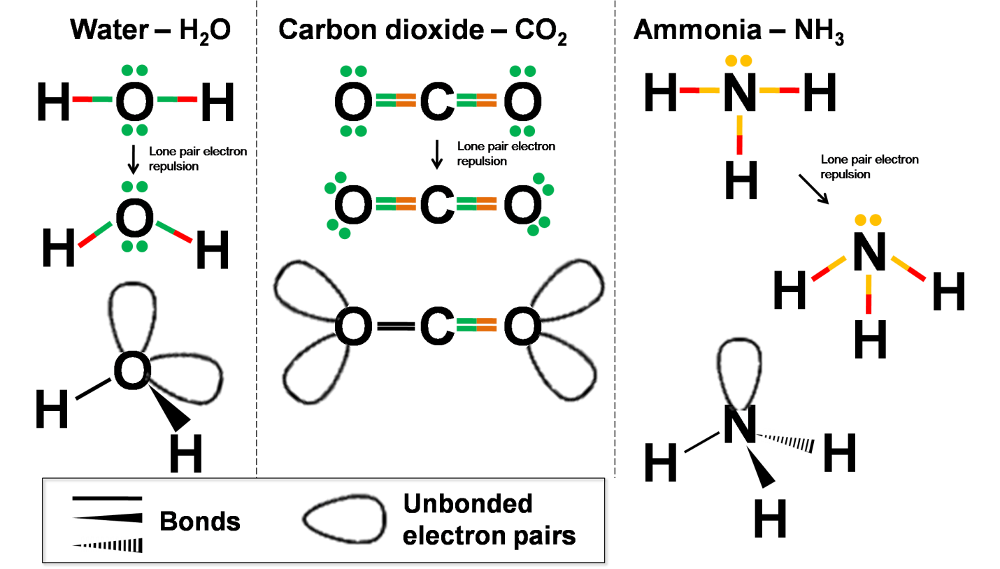 Water – H₂O
H O H
Lone pair electron
repulsion
O
H H
O
H
H
Carbon dioxide – CO₂
O C O
Lone pair electron
repulsion
O C O
O C O
Ammonia – NH₃
H N H
H
Lone pair electron
repulsion
N
H H
H
N
H H
H
Bonds
Unbonded
electron pairs